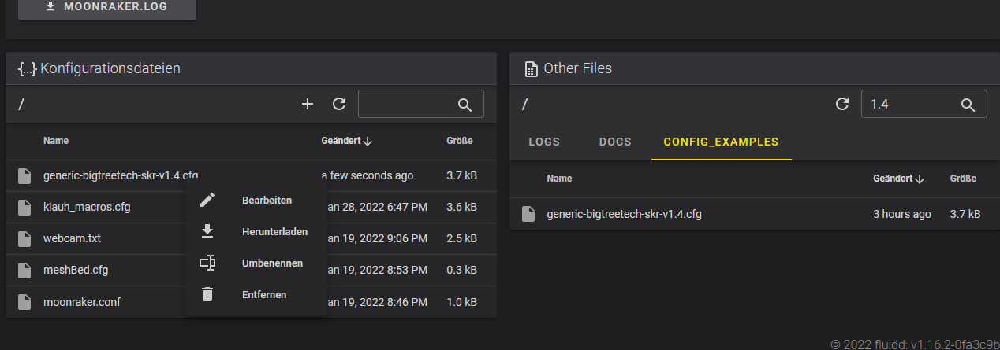 MOONRAKER.LOG
{...} Konfigurationsdateien
/
Name Geändert Größe
generic-bigtreetech-skr-v1.4.cfg a few seconds ago 3.7 kB
kiauh_macros.cfg an 28, 2022 6:47 PM 3.6 kB
webcam.txt an 19, 2022 9:06 PM 2.5 kB
meshBed.cfg an 19, 2022 8:53 PM 0.3 kB
moonraker.conf an 19, 2022 8:46 PM 1.0 kB
Bearbeiten
Herunterladen
Umbenennen
Entfernen
Other Files
/ 1.4
LOGS DOCS CONFIG_EXAMPLES
Name Geändert Größe
generic-bigtreetech-skr-v1.4.cfg 3 hours ago 3.7 kB
© 2022 fluidd: v1.16.2-0fa3c9b